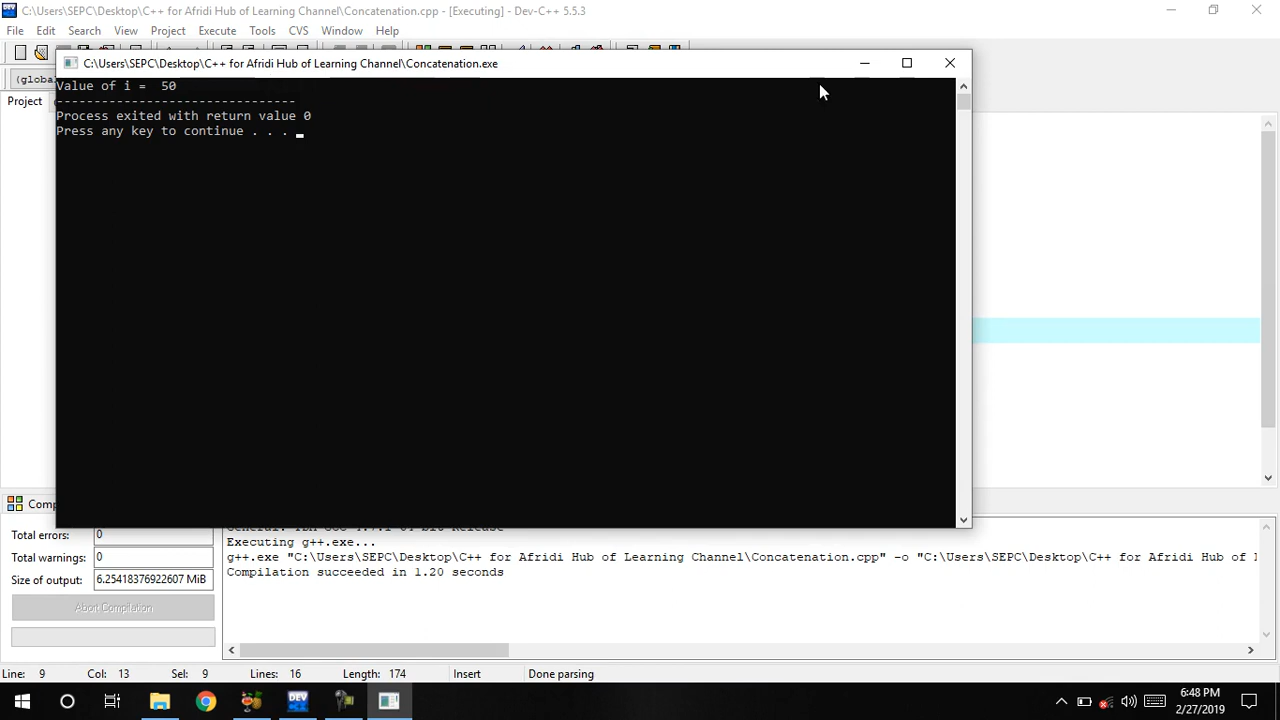 C:\Users\SEPC\Desktop\C++ for Afridi Hub of Learning Channel\Concatenation.cpp - [Executing] - Dev-C++ 5.5.3
File Edit Search View Project Execute Tools CVS Window Help
C:\Users\SEPC\Desktop\C++ for Afridi Hub of Learning Channel\Concatenation.exe
(globa
Value of i =  50
--------------------------------
Process exited with return value 0
Press any key to continue . . .
Project
Comp
Total errors: 0
Total warnings: 0
Size of output: 6.25418376922607 MiB
Abort Compilation
Executing g++.exe...
g++.exe "C:\Users\SEPC\Desktop\C++ for Afridi Hub of Learning Channel\Concatenation.cpp" -o "C:\Users\SEPC\Desktop\C++ for Afridi Hub of l
Compilation succeeded in 1.20 seconds
Line: 9 Col: 13 Sel: 9 Lines: 16 Length: 174 Insert Done parsing
DEV
6:48 PM
2/27/2019